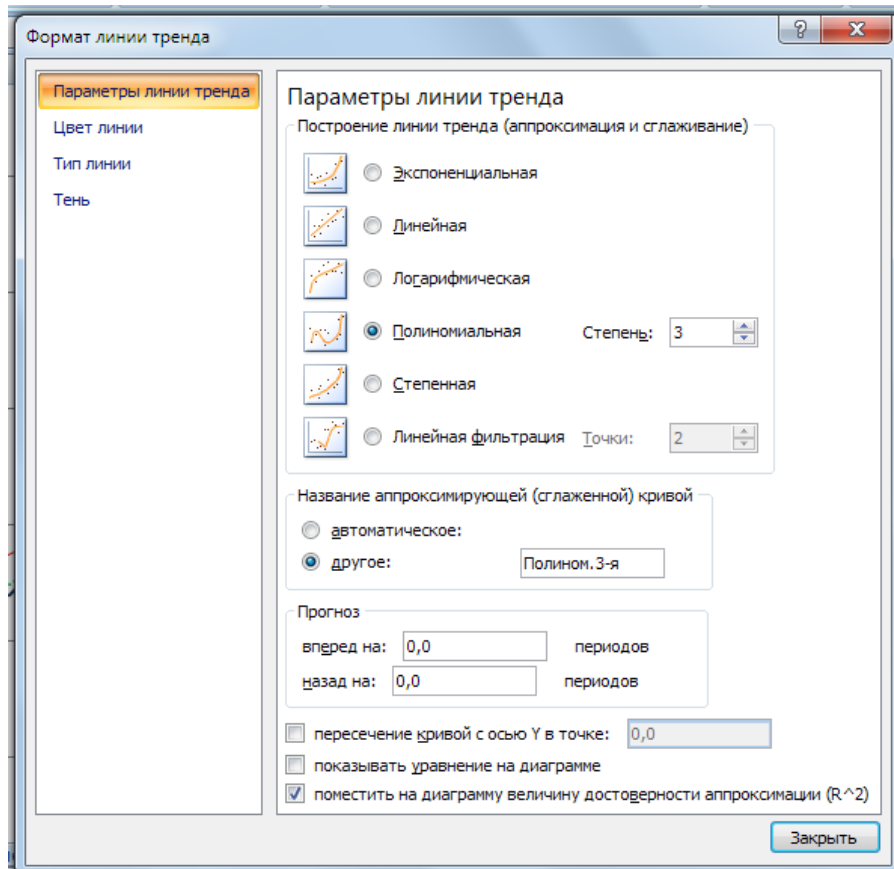 Формат линии тренда
Параметры линии тренда
Цвет линии
Тип линии
Тень
Параметры линии тренда
Построение линии тренда (аппроксимация и сглаживание)
Экспоненциальная
Линейная
Логарифмическая
Полиномиальная Степень: 3
Степенная
Линейная фильтрация Точки: 2
Название аппроксимирующей (сглаженной) кривой
автоматическое:
другое: Полином.3-я
Прогноз
вперед на: 0,0 периодов
назад на: 0,0 периодов
пересечение кривой с осью Y в точке: 0,0
показывать уравнение на диаграмме
поместить на диаграмму величину достоверности аппроксимации (R^2)
Закрыть